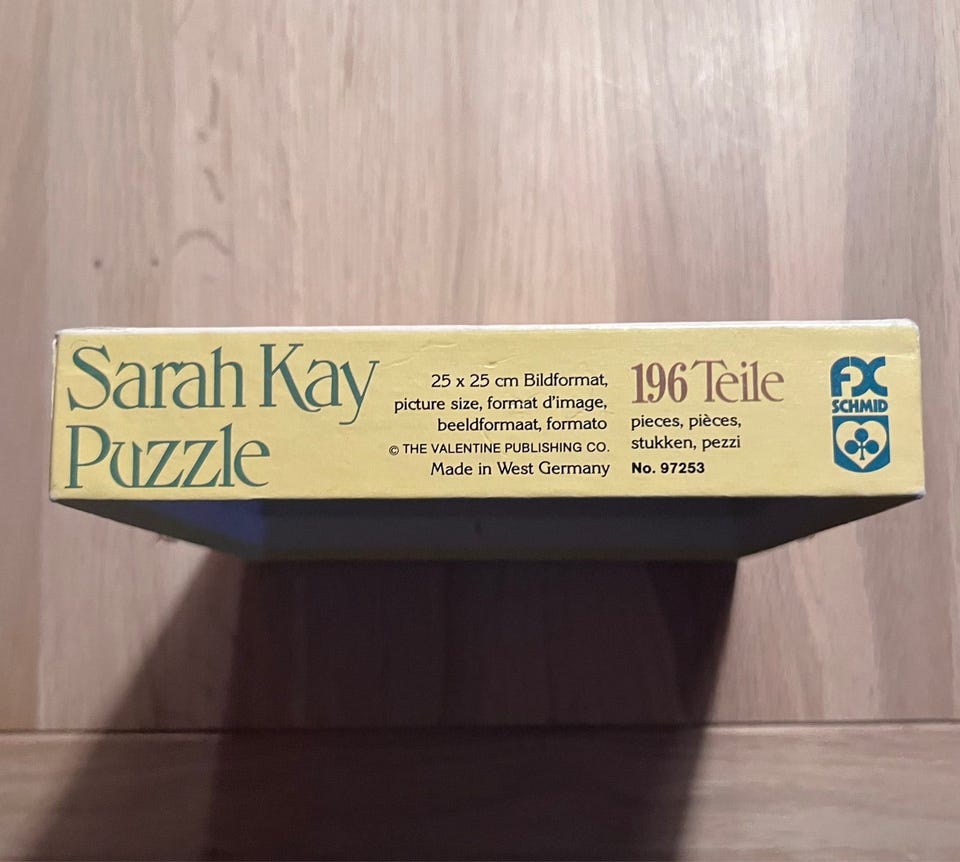 Sarah Kay
Puzzle
25 x 25 cm Bildformat,
picture size, format d'image,
beeldformaat, formato
© THE VALENTINE PUBLISHING CO.
Made in West Germany
196 Teile
pieces, pièces,
stukken, pezzi
No. 97253
FX
SCHMID